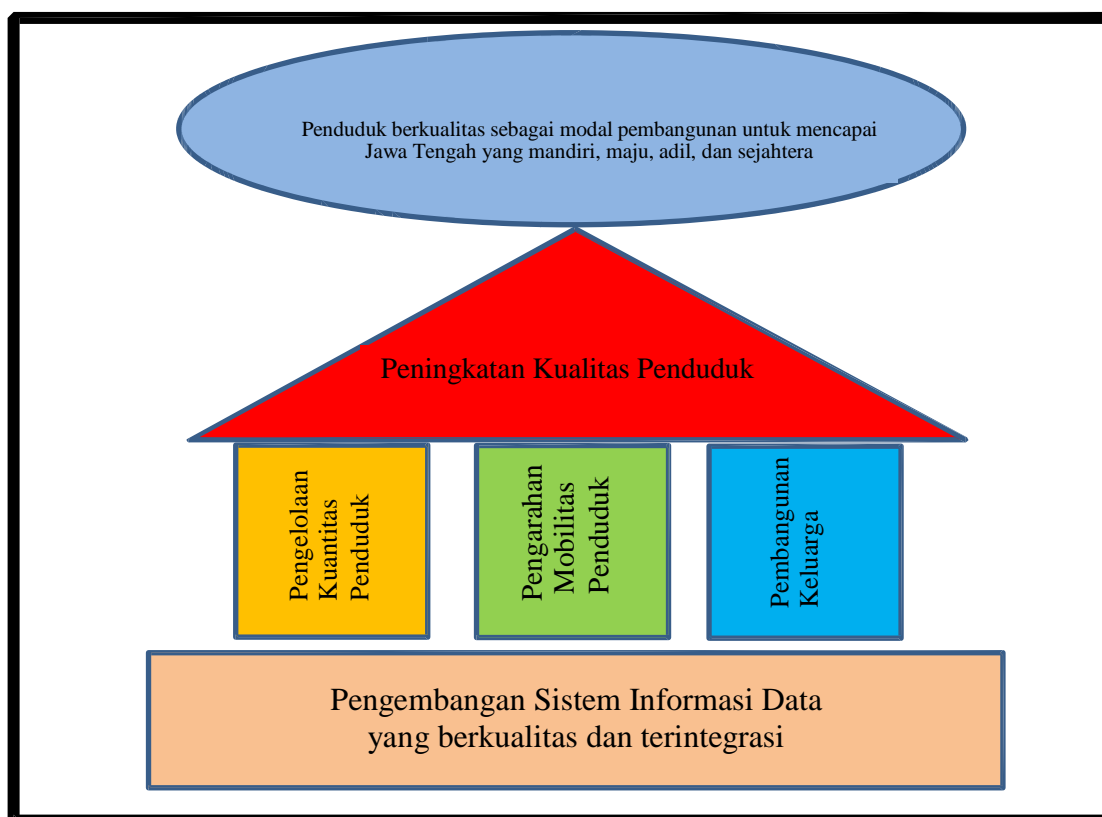 Penduduk berkualitas sebagai modal pembangunan untuk mencapai
Jawa Tengah yang mandiri, maju, adil, dan sejahtera
Peningkatan Kualitas Penduduk
Pengelolaan
Kuantitas
Penduduk
Pengarahan
Mobilitas
Penduduk
Pembangunan
Keluarga
Pengembangan Sistem Informasi Data
yang berkualitas dan terintegrasi